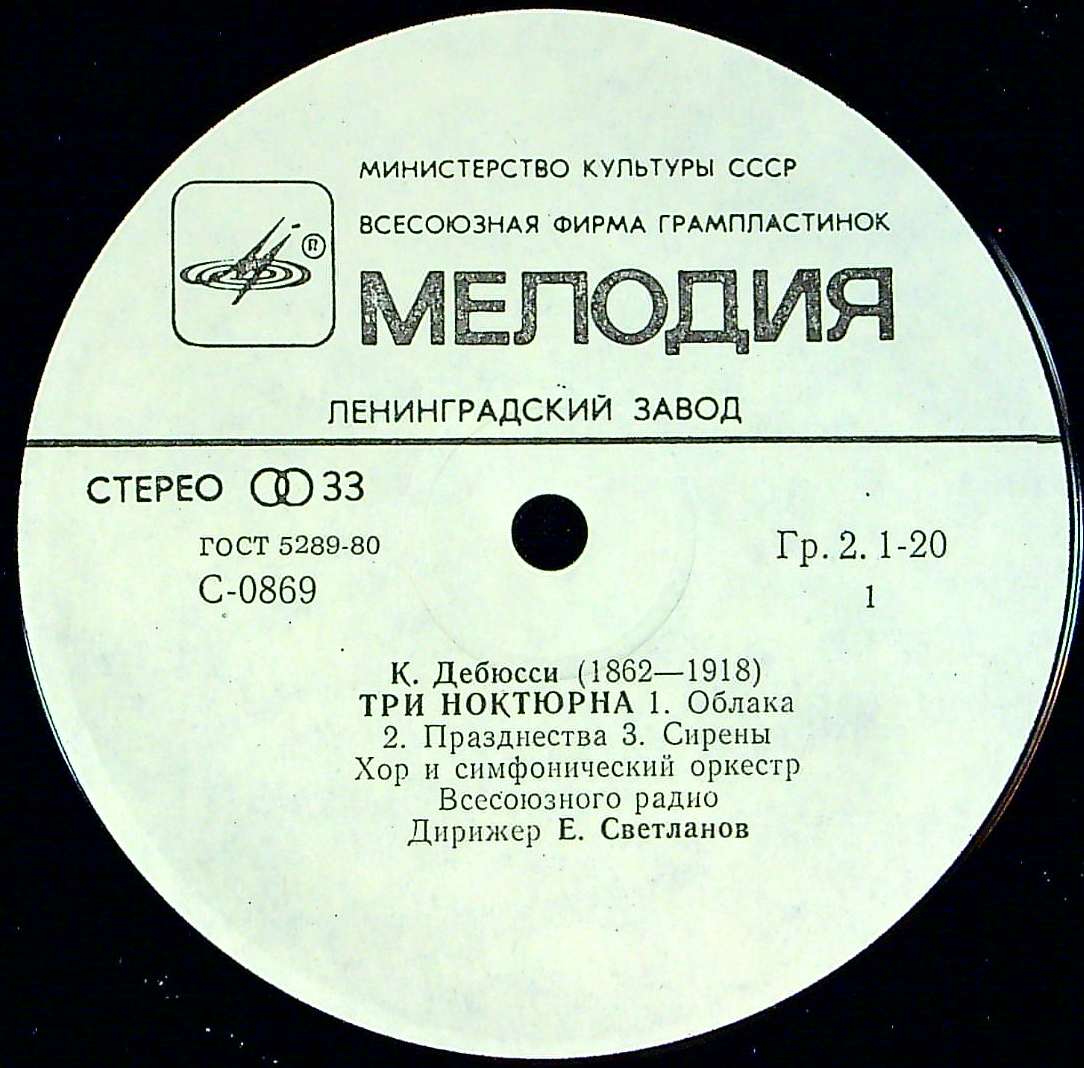 МИНИСТЕРСТВО КУЛЬТУРЫ СССР
ВСЕСОЮЗНАЯ ФИРМА ГРАМПЛАСТИНОК
МЕЛОДИЯ
ЛЕНИНГРАДСКИЙ ЗАВОД
СТЕРЕО 33
ГОСТ 5289-80
С-0869
Гр. 2. 1-20
1
К. Дебюсси (1862—1918)
ТРИ НОКТЮРНА 1. Облака
2. Празднества 3. Сирены
Хор и симфонический оркестр
Всесоюзного радио
Дирижер Е. Светланов